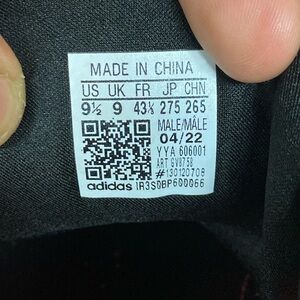 MADE IN CHINA
US UK FR JP CHN
9½ 9 43⅓ 275 265
MALE/MÂLE
04/22
YYA 606001
ART GV8758
#130120708
adidas 1R3S0BP600066